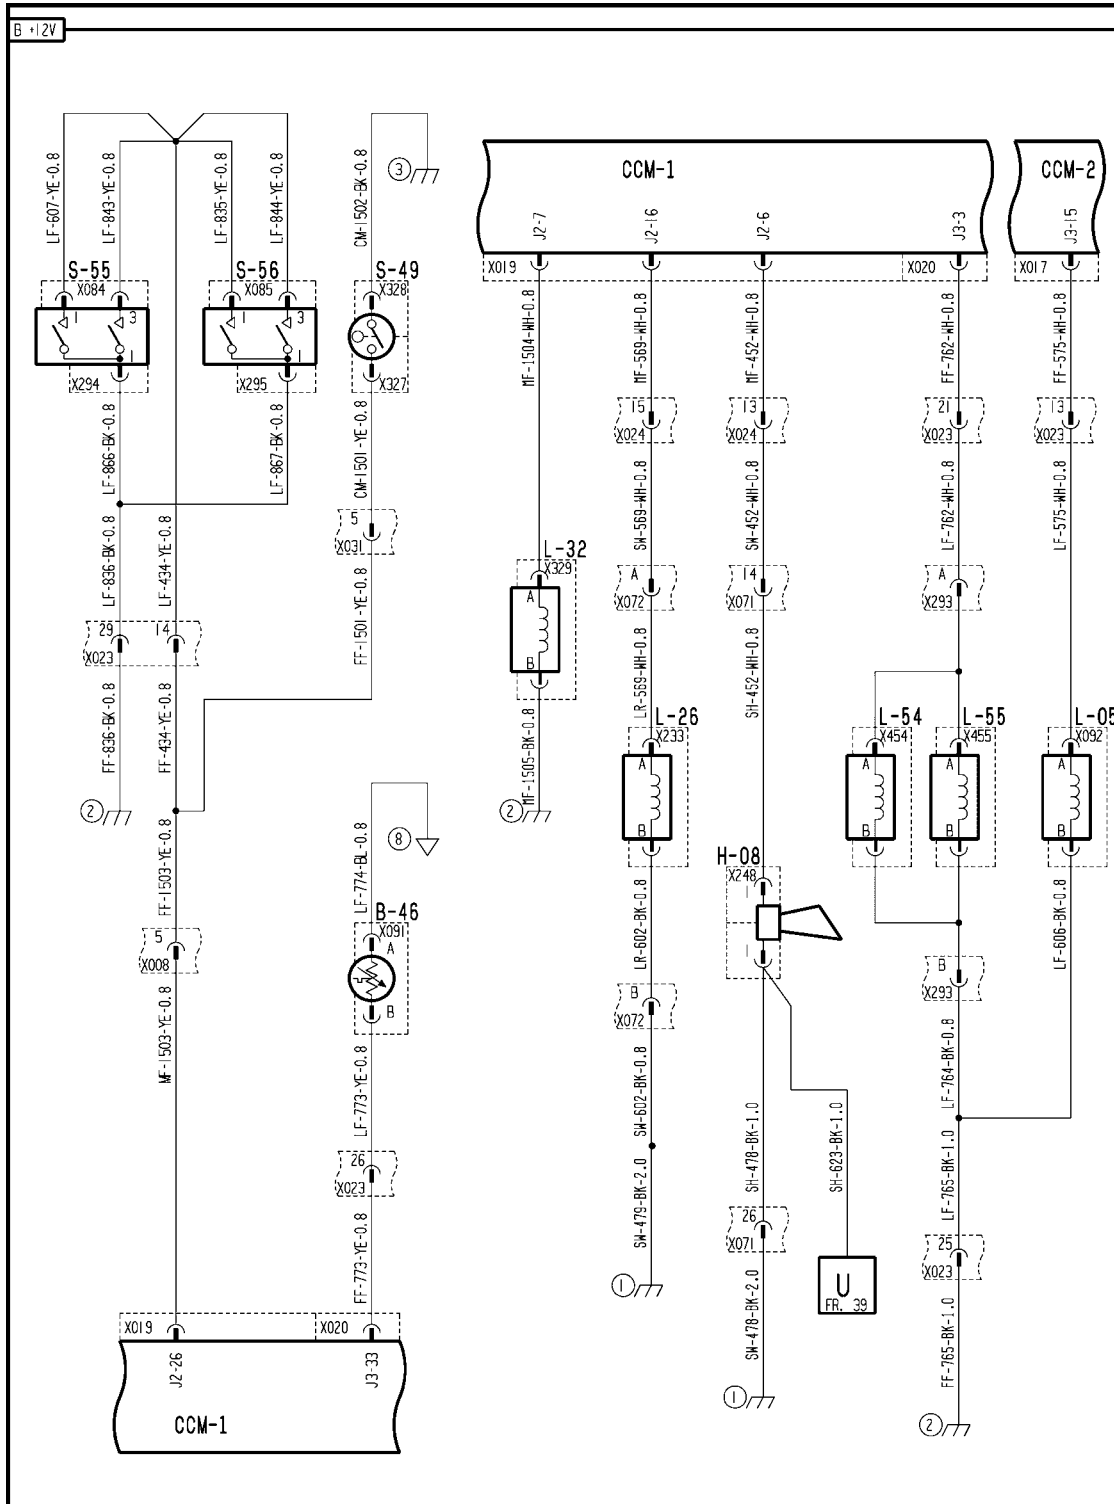 B +12V
CCM-1
CCM-2
3
LF-607-YE-0.8
LF-843-YE-0.8
LF-835-YE-0.8
LF-844-YE-0.8
CM-1502-BK-0.8
J2-7
J2-16
J2-6
J3-3
J3-15
S-55
S-56
S-49
X084
X085
X328
X019
X020
X017
1
3
1
3
1
1
X294
X295
X327
MF-1504-WH-0.8
MF-569-WH-0.8
MF-452-WH-0.8
FF-762-WH-0.8
FF-575-WH-0.8
15
13
21
13
X024
X024
X023
X023
LF-866-BK-0.8
LF-867-BK-0.8
CM-1501-YE-0.8
SW-569-WH-0.8
SW-452-WH-0.8
LF-762-WH-0.8
LF-575-WH-0.8
5
X031
LF-836-BK-0.8
LF-434-YE-0.8
L-32
X329
A
B
A
X072
14
X071
A
X293
29
14
X023
FF-1501-YE-0.8
LR-569-WH-0.8
SH-452-WH-0.8
FF-836-BK-0.8
FF-434-YE-0.8
MF-1505-BK-0.8
L-26
L-54
L-55
L-05
X233
X454
X455
X092
A
A
A
A
B
B
B
B
2
2
8
FF-1503-YE-0.8
LF-774-BL-0.8
H-08
X248
1
1
B-46
X091
A
B
LR-602-BK-0.8
LF-606-BK-0.8
5
X008
B
X293
B
X072
MF-1503-YE-0.8
LF-773-YE-0.8
SW-602-BK-0.8
LF-764-BK-0.8
SH-478-BK-1.0
SH-623-BK-1.0
26
X023
SW-479-BK-2.0
LF-765-BK-1.0
26
X071
25
X023
FF-773-YE-0.8
1
U
FR. 39
SW-478-BK-2.0
FF-765-BK-1.0
X019
X020
J2-26
J3-33
CCM-1
1
2